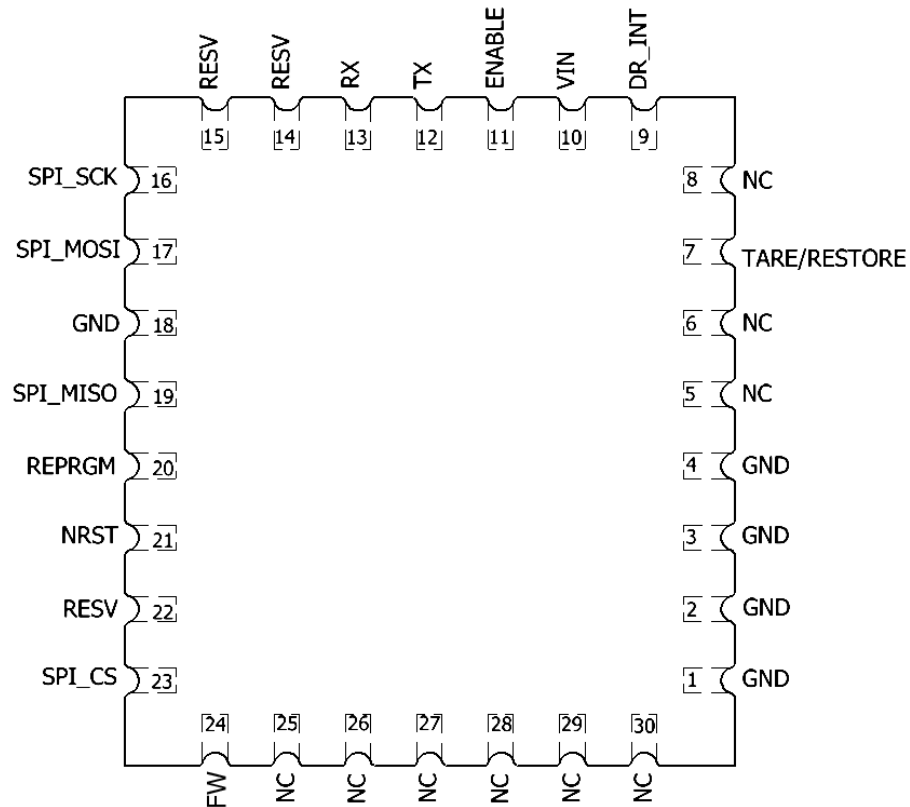 RESV
RESV
RX
TX
ENABLE
VIN
DR_INT
15
14
13
12
11
10
9
SPI_SCK 16
8 NC
SPI_MOSI 17
7 TARE/RESTORE
GND 18
6 NC
SPI_MISO 19
5 NC
REPRGM 20
4 GND
NRST 21
3 GND
RESV 22
2 GND
SPI_CS 23
1 GND
24
25
26
27
28
29
30
FW
NC
NC
NC
NC
NC
NC